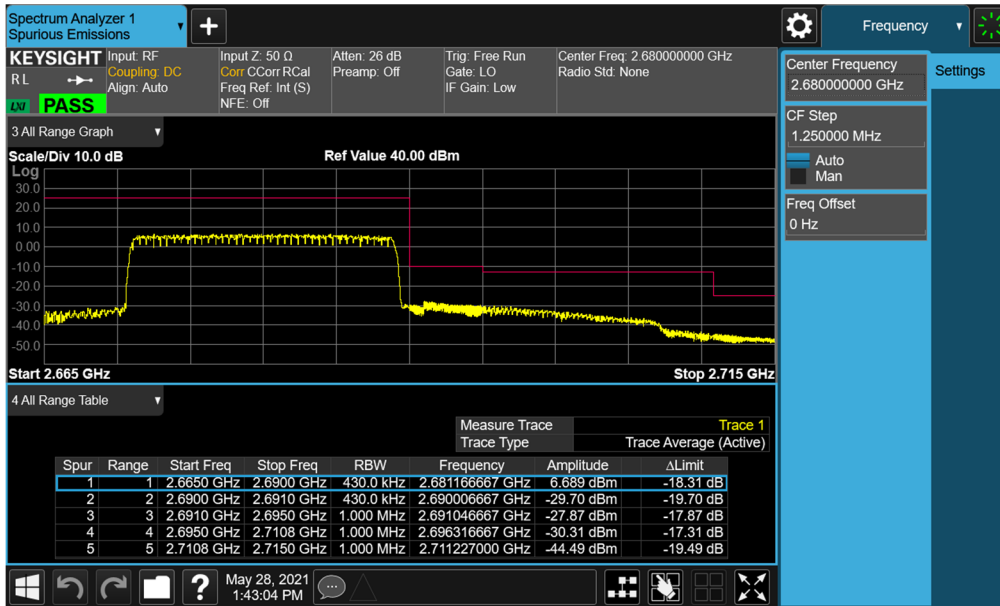 Spectrum Analyzer 1
Spurious Emissions
Frequency
KEYSIGHT
R L
LXI
PASS
Input: RF
Coupling: DC
Align: Auto
Input Z: 50 Ω
Corr CCorr RCal
Freq Ref: Int (S)
NFE: Off
Atten: 26 dB
Preamp: Off
Trig: Free Run
Gate: LO
IF Gain: Low
Center Freq: 2.680000000 GHz
Radio Std: None
Center Frequency
2.680000000 GHz
Settings
CF Step
1.250000 MHz
Auto
Man
Freq Offset
0 Hz
3 All Range Graph
Scale/Div 10.0 dB
Ref Value 40.00 dBm
Log
30.0
20.0
10.0
0.00
-10.0
-20.0
-30.0
-40.0
-50.0
Start 2.665 GHz
Stop 2.715 GHz
4 All Range Table
Measure Trace Trace 1
Trace Type Trace Average (Active)
Spur Range Start Freq Stop Freq RBW Frequency Amplitude ΔLimit
1 1 2.6650 GHz 2.6900 GHz 430.0 kHz 2.681166667 GHz 6.689 dBm -18.31 dB
2 2 2.6900 GHz 2.6910 GHz 430.0 kHz 2.690006667 GHz -29.70 dBm -19.70 dB
3 3 2.6910 GHz 2.6950 GHz 1.000 MHz 2.691046667 GHz -27.87 dBm -17.87 dB
4 4 2.6950 GHz 2.7108 GHz 1.000 MHz 2.696316667 GHz -30.31 dBm -17.31 dB
5 5 2.7108 GHz 2.7150 GHz 1.000 MHz 2.711227000 GHz -44.49 dBm -19.49 dB
May 28, 2021
1:43:04 PM